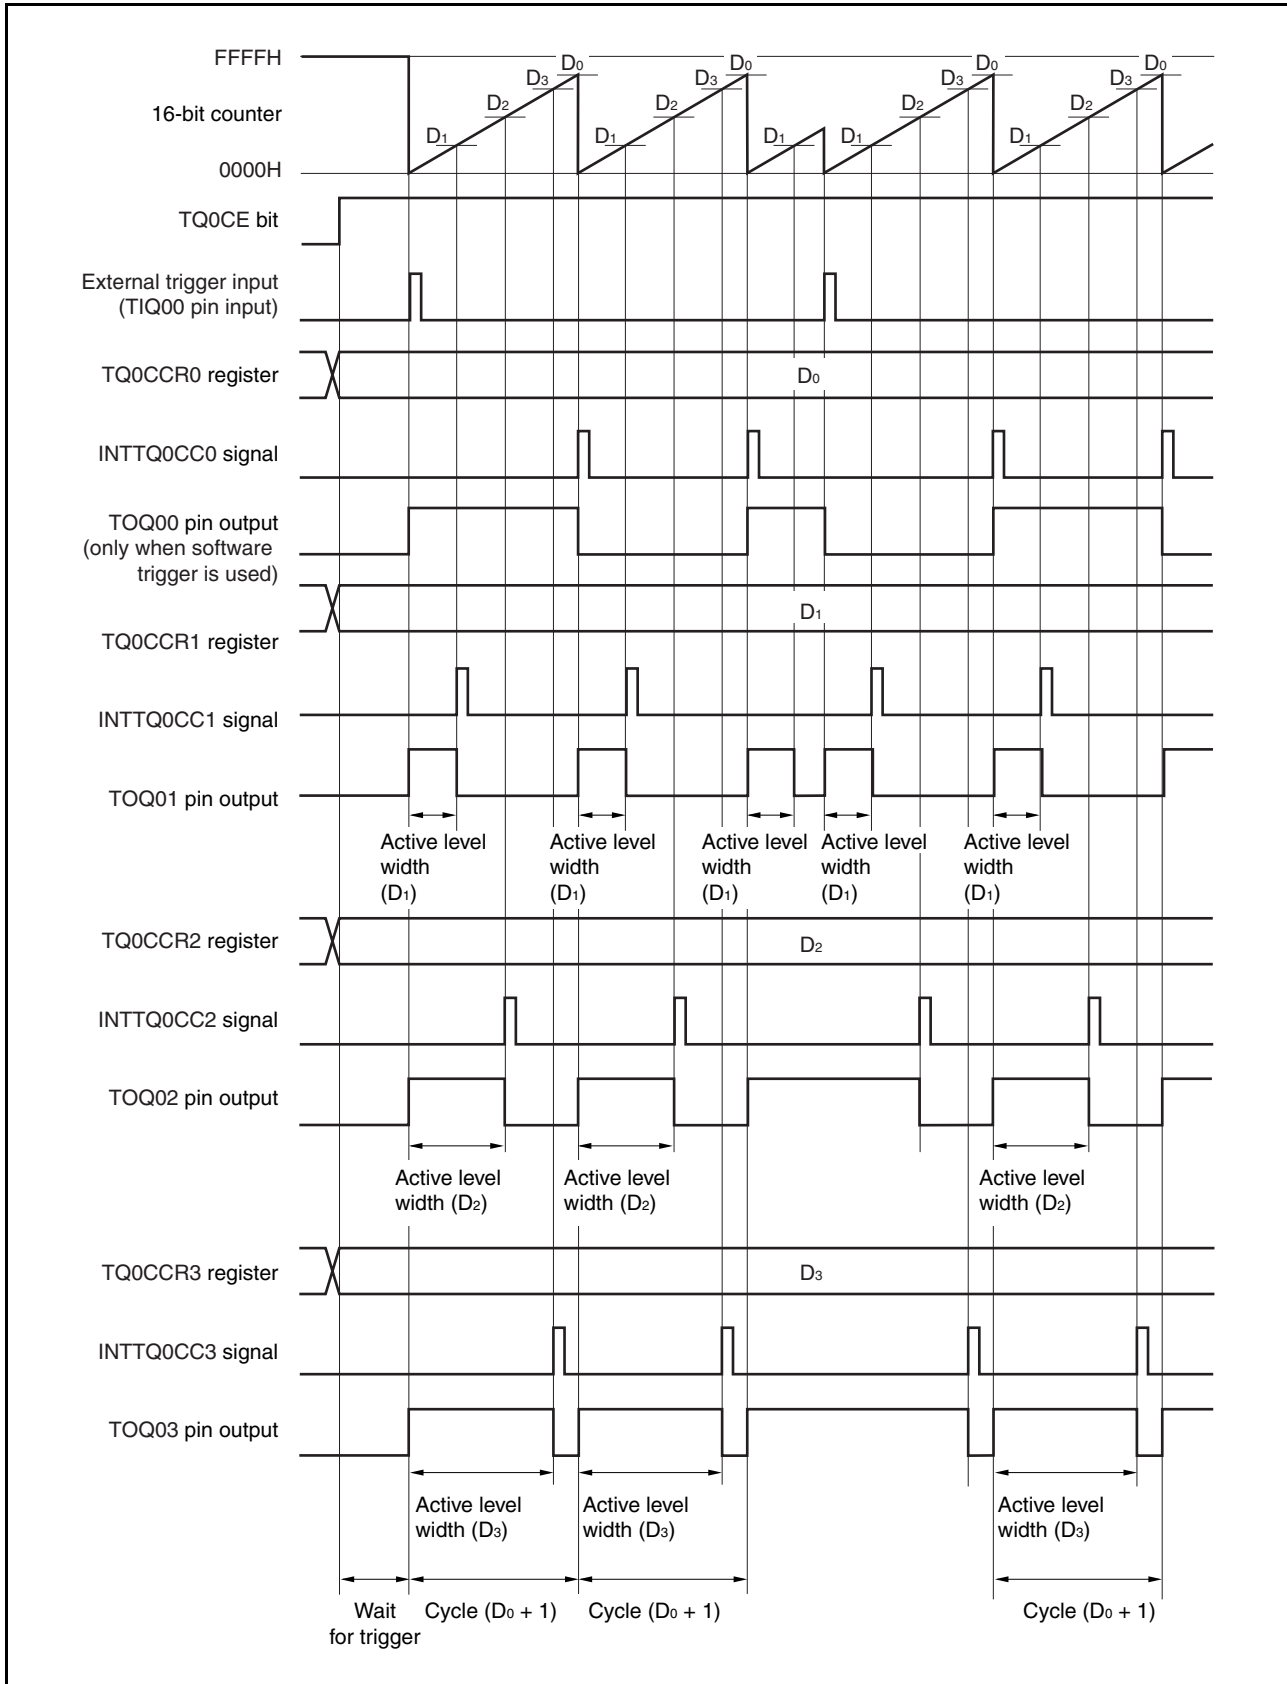 FFFFH
D0
D0
D0
D0
D3
D3
D3
D3
16-bit counter
D2
D2
D2
D2
D1
D1
D1
D1
D1
0000H
TQ0CE bit
External trigger input
(TIQ00 pin input)
TQ0CCR0 register
D0
INTTQ0CC0 signal
TOQ00 pin output
(only when software
trigger is used)
D1
TQ0CCR1 register
INTTQ0CC1 signal
TOQ01 pin output
Active level
width
(D1)
Active level
width
(D1)
Active level
width
(D1)
Active level
width
(D1)
Active level
width
(D1)
TQ0CCR2 register
D2
INTTQ0CC2 signal
TOQ02 pin output
Active level
width (D2)
Active level
width (D2)
Active level
width (D2)
TQ0CCR3 register
D3
INTTQ0CC3 signal
TOQ03 pin output
Active level
width (D3)
Active level
width (D3)
Active level
width (D3)
Wait
for trigger
Cycle (D0 + 1)
Cycle (D0 + 1)
Cycle (D0 + 1)